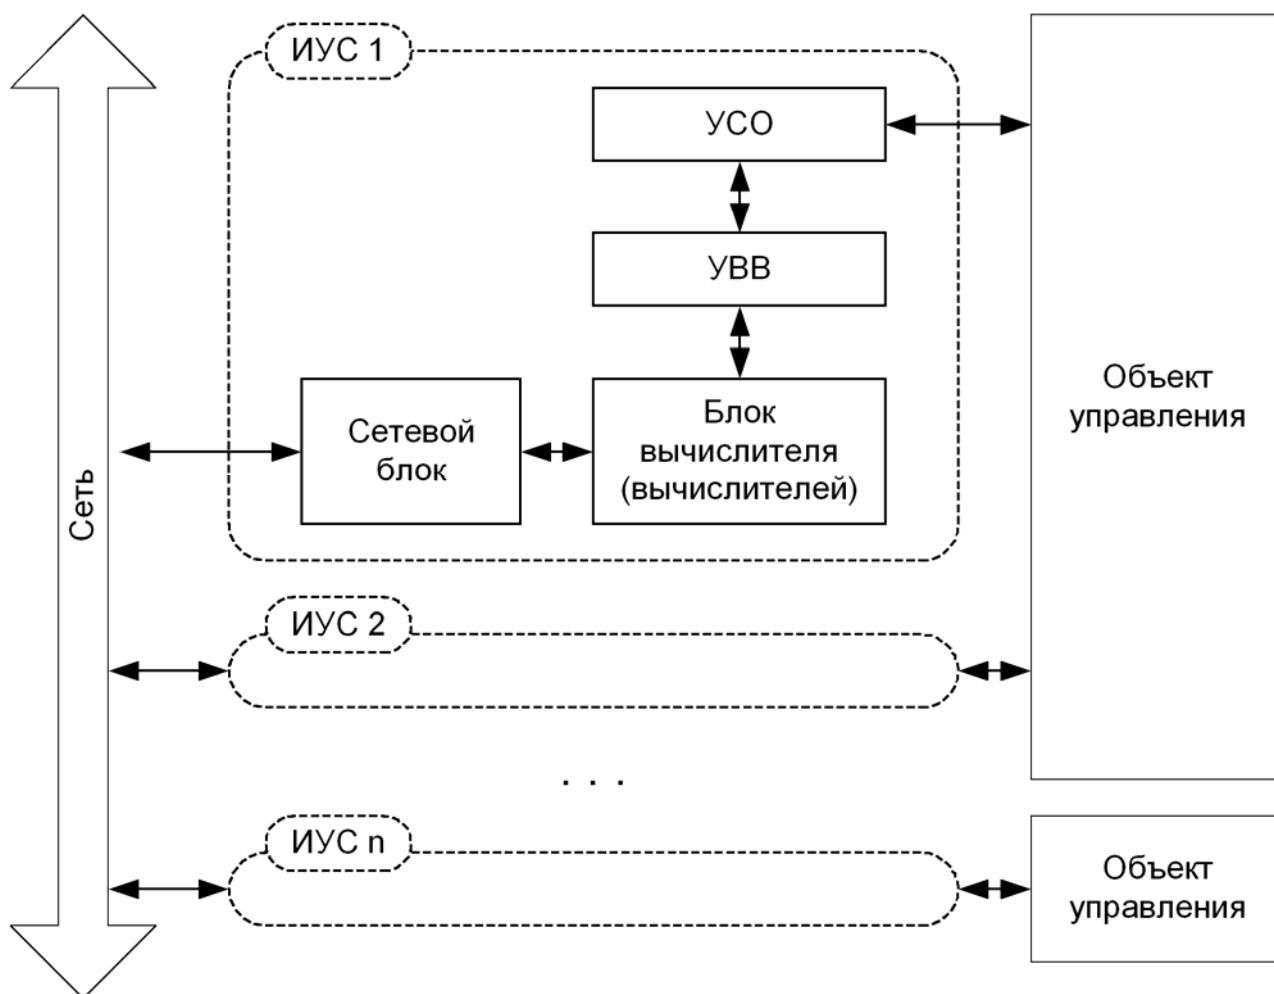 ИУС 1
УСО
УВВ
Сетевой
блок
Блок
вычислителя
(вычислителей)
Объект
управления
Сеть
ИУС 2
. . .
ИУС n
Объект
управления